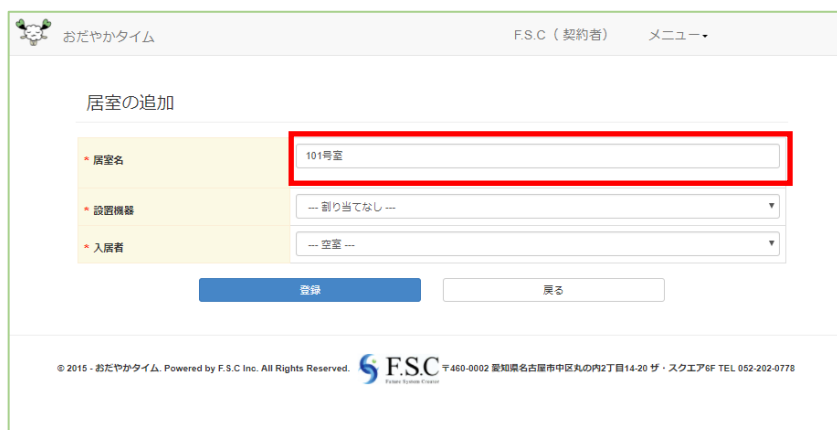 おだやかタイム F.S.C（ 契約者） メニュー
居室の追加
* 居室名 101号室
* 設置機器 --- 割り当てなし ---
* 入居者 --- 空室 ---
登録 戻る
© 2015 - おだやかタイム. Powered by F.S.C Inc. All Rights Reserved. F.S.C 〒460-0002 愛知県名古屋市中区丸の内2丁目14-20 ザ・スクエア6F TEL 052-202-0778
Future System Creator